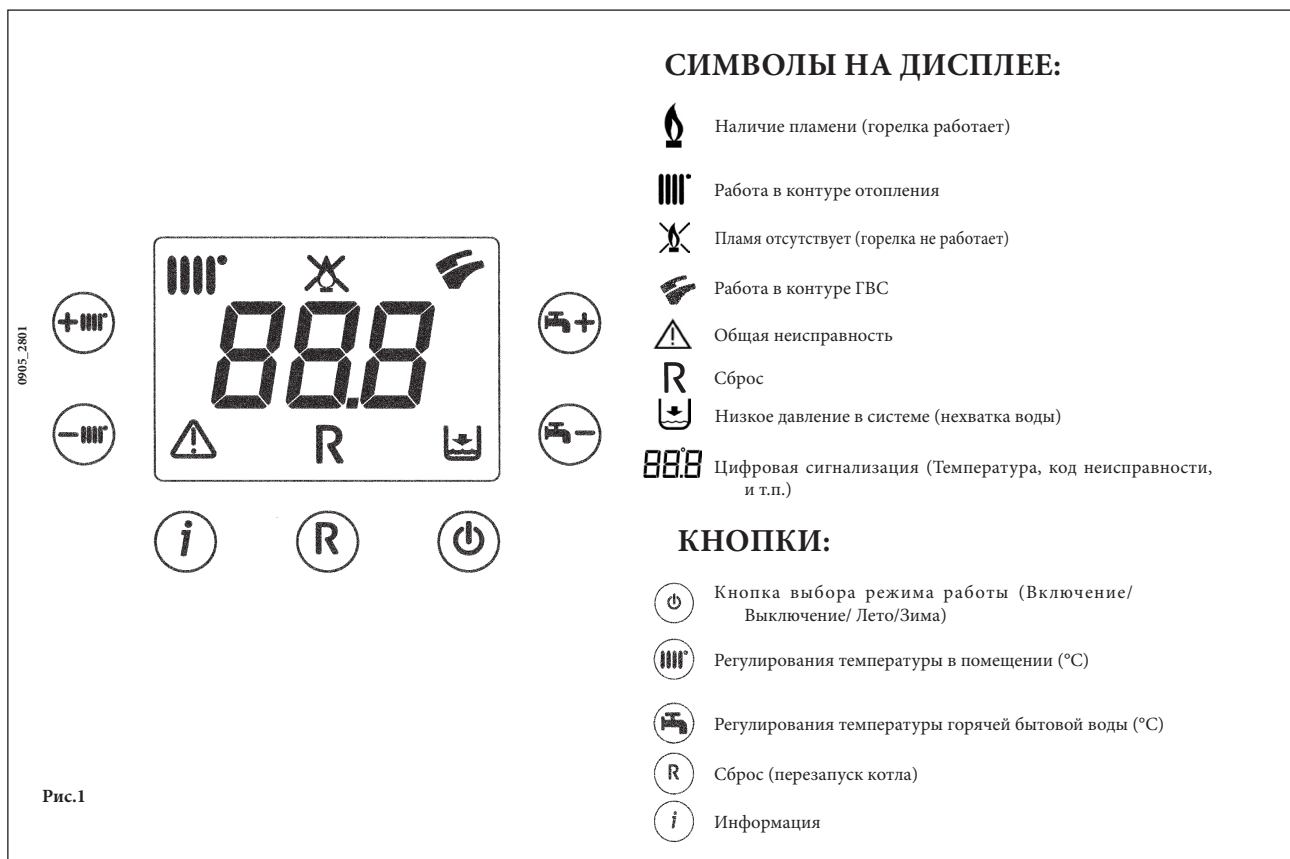 0905_2801
88.8
R
i
R
Рис.1
СИМВОЛЫ НА ДИСПЛЕЕ:
Наличие пламени (горелка работает)
Работа в контуре отопления
Пламя отсутствует (горелка не работает)
Работа в контуре ГВС
Общая неисправность
R Сброс
Низкое давление в системе (нехватка воды)
88.8 Цифровая сигнализация (Температура, код неисправности,
и т.п.)
КНОПКИ:
Кнопка выбора режима работы (Включение/
Выключение/ Лето/Зима)
Регулирования температуры в помещении (°C)
Регулирования температуры горячей бытовой воды (°C)
R Сброс (перезапуск котла)
i Информация